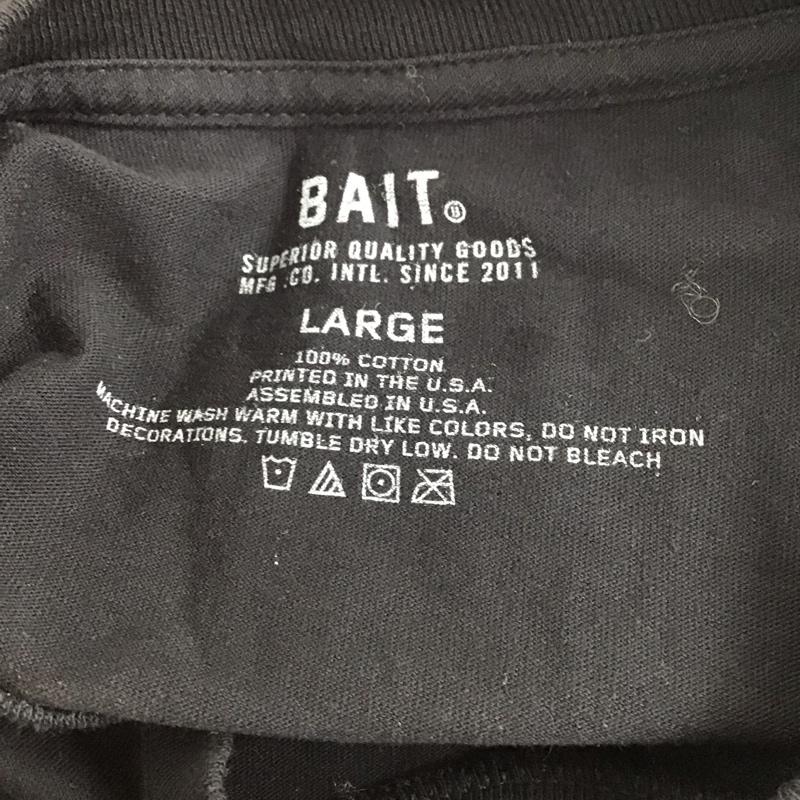 BAIT®
SUPERIOR QUALITY GOODS
MFG .CO. INTL. SINCE 2011
LARGE
100% COTTON
PRINTED IN THE U.S.A.
ASSEMBLED IN U.S.A.
MACHINE WASH WARM WITH LIKE COLORS, DO NOT IRON
DECORATIONS. TUMBLE DRY LOW. DO NOT BLEACH